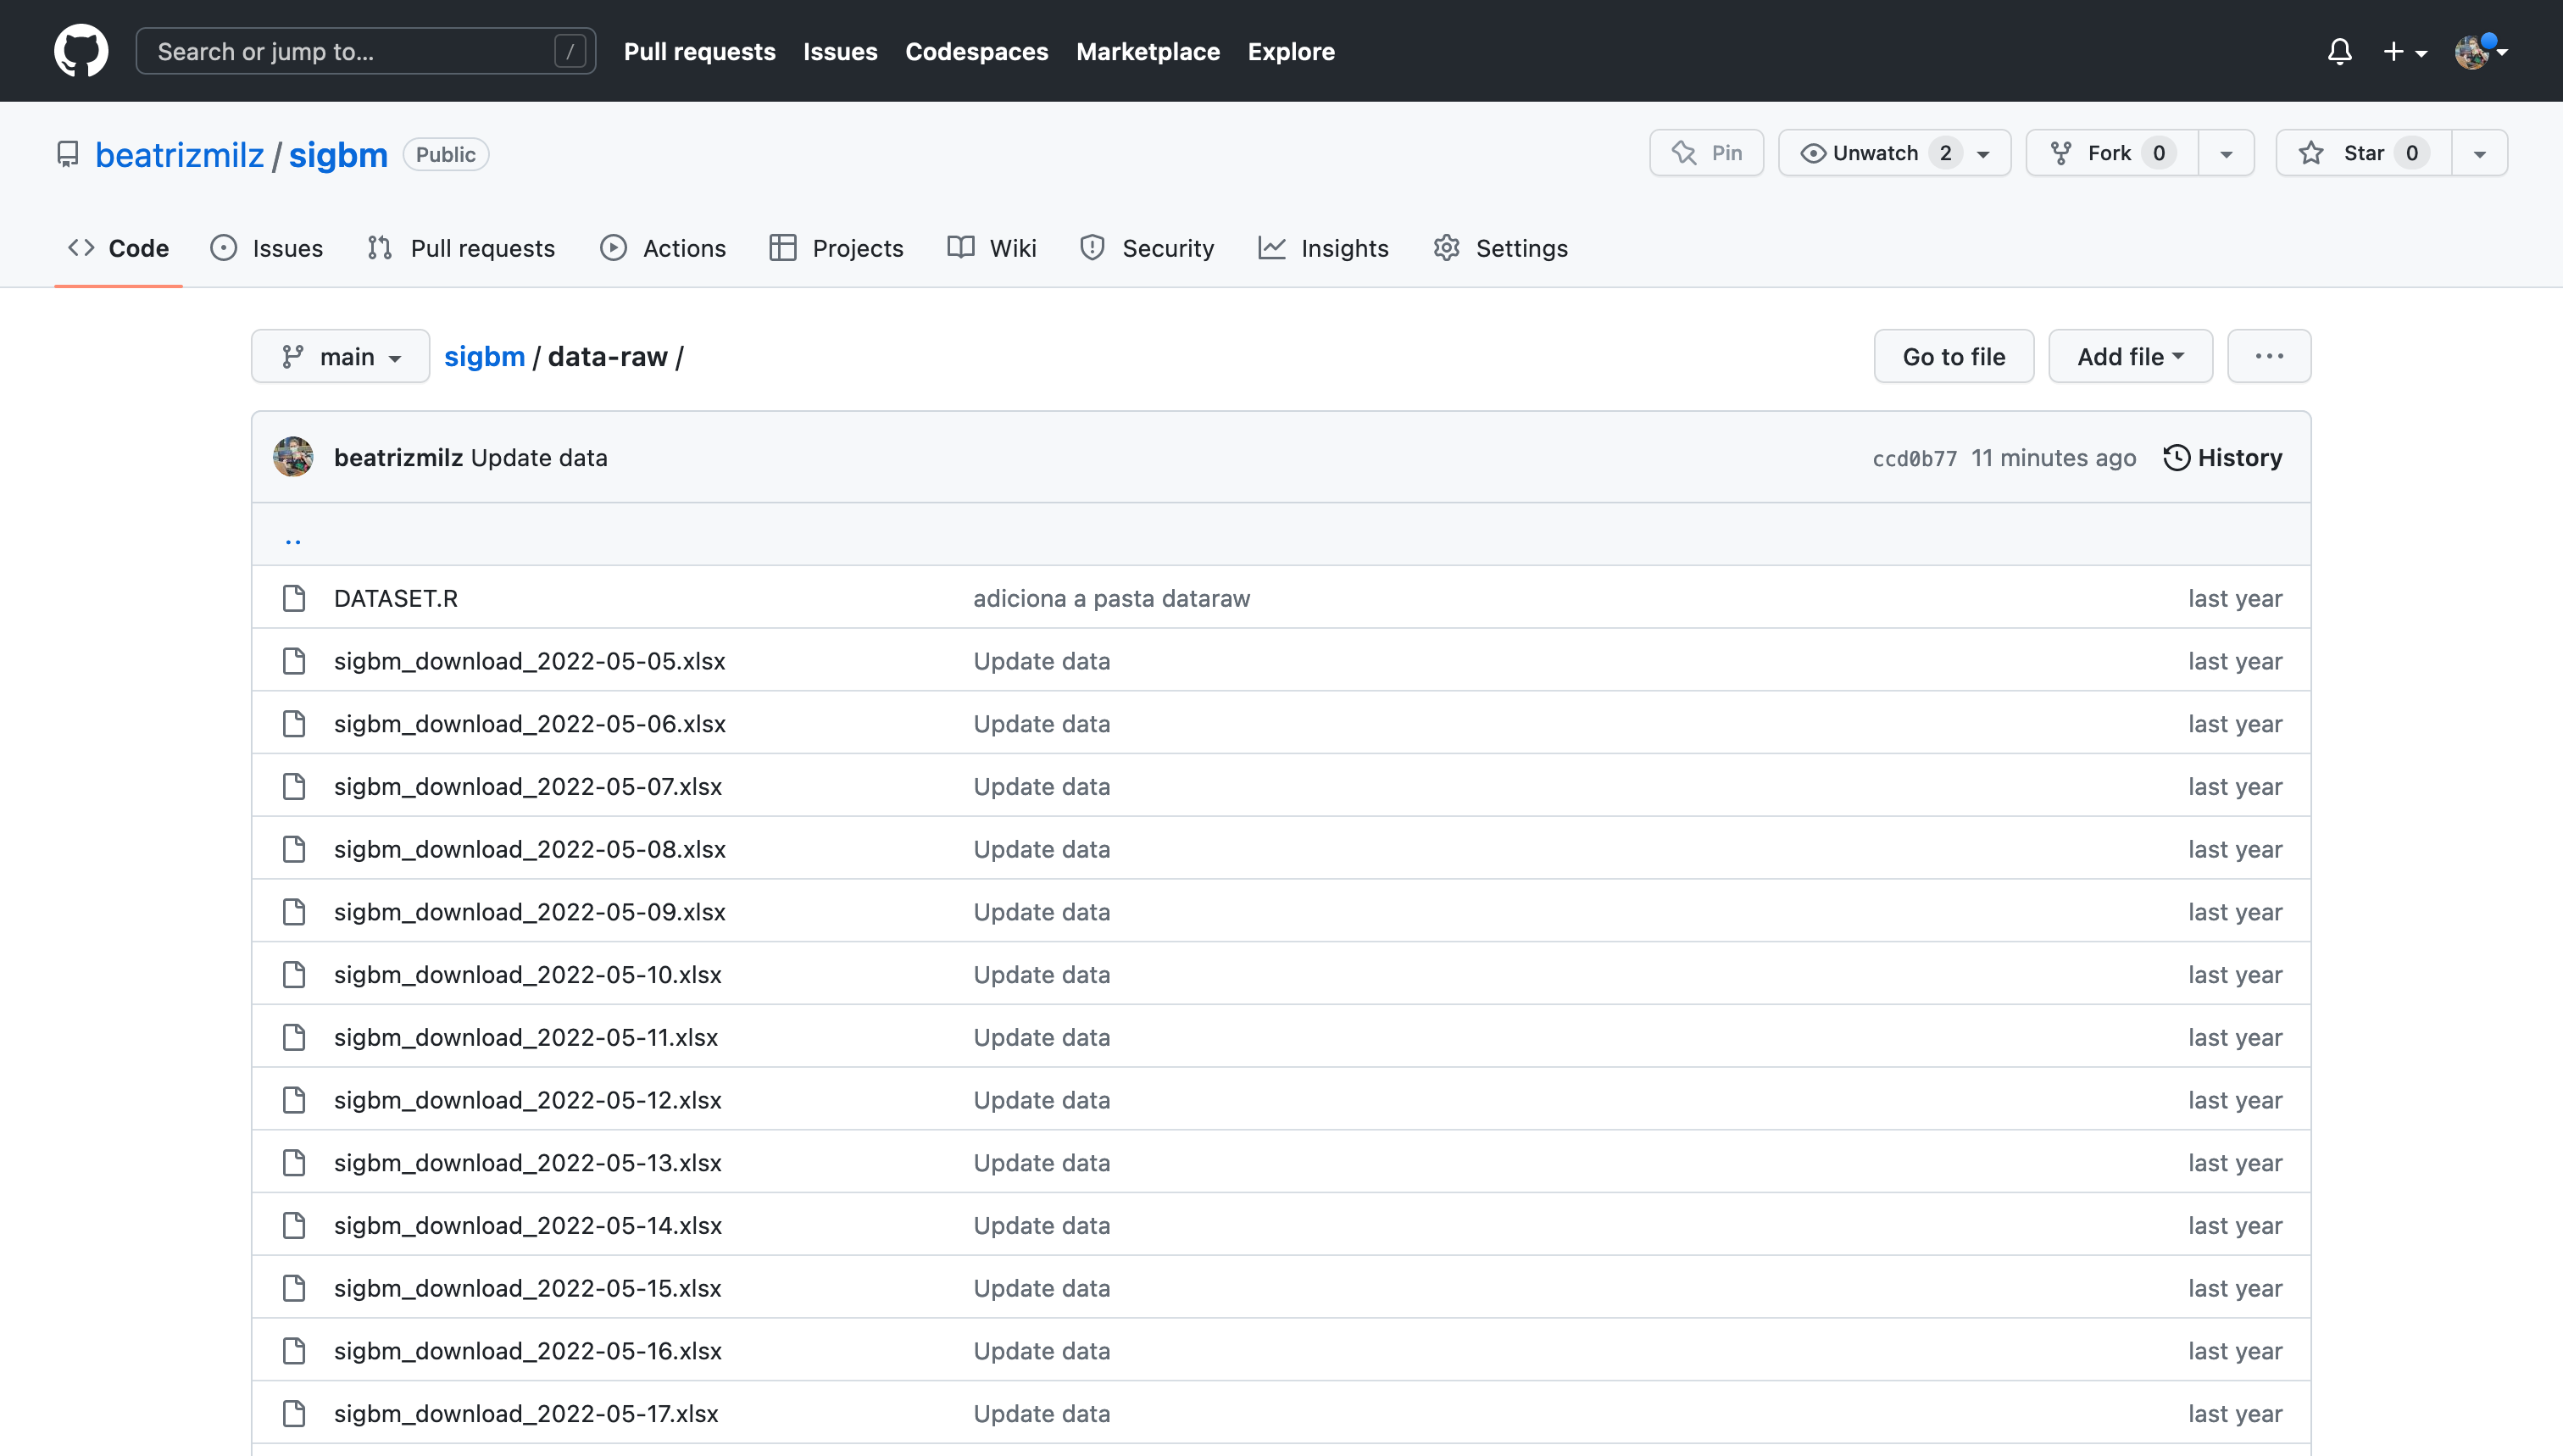 Search or jump to... / Pull requests Issues Codespaces Marketplace Explore
beatrizmilz / sigbm Public Pin Unwatch 2 Fork 0 Star 0
Code Issues Pull requests Actions Projects Wiki Security Insights Settings
main sigbm / data-raw / Go to file Add file ...
beatrizmilz Update data ccd0b77 11 minutes ago History
..
DATASET.R adiciona a pasta dataraw last year
sigbm_download_2022-05-05.xlsx Update data last year
sigbm_download_2022-05-06.xlsx Update data last year
sigbm_download_2022-05-07.xlsx Update data last year
sigbm_download_2022-05-08.xlsx Update data last year
sigbm_download_2022-05-09.xlsx Update data last year
sigbm_download_2022-05-10.xlsx Update data last year
sigbm_download_2022-05-11.xlsx Update data last year
sigbm_download_2022-05-12.xlsx Update data last year
sigbm_download_2022-05-13.xlsx Update data last year
sigbm_download_2022-05-14.xlsx Update data last year
sigbm_download_2022-05-15.xlsx Update data last year
sigbm_download_2022-05-16.xlsx Update data last year
sigbm_download_2022-05-17.xlsx Update data last year